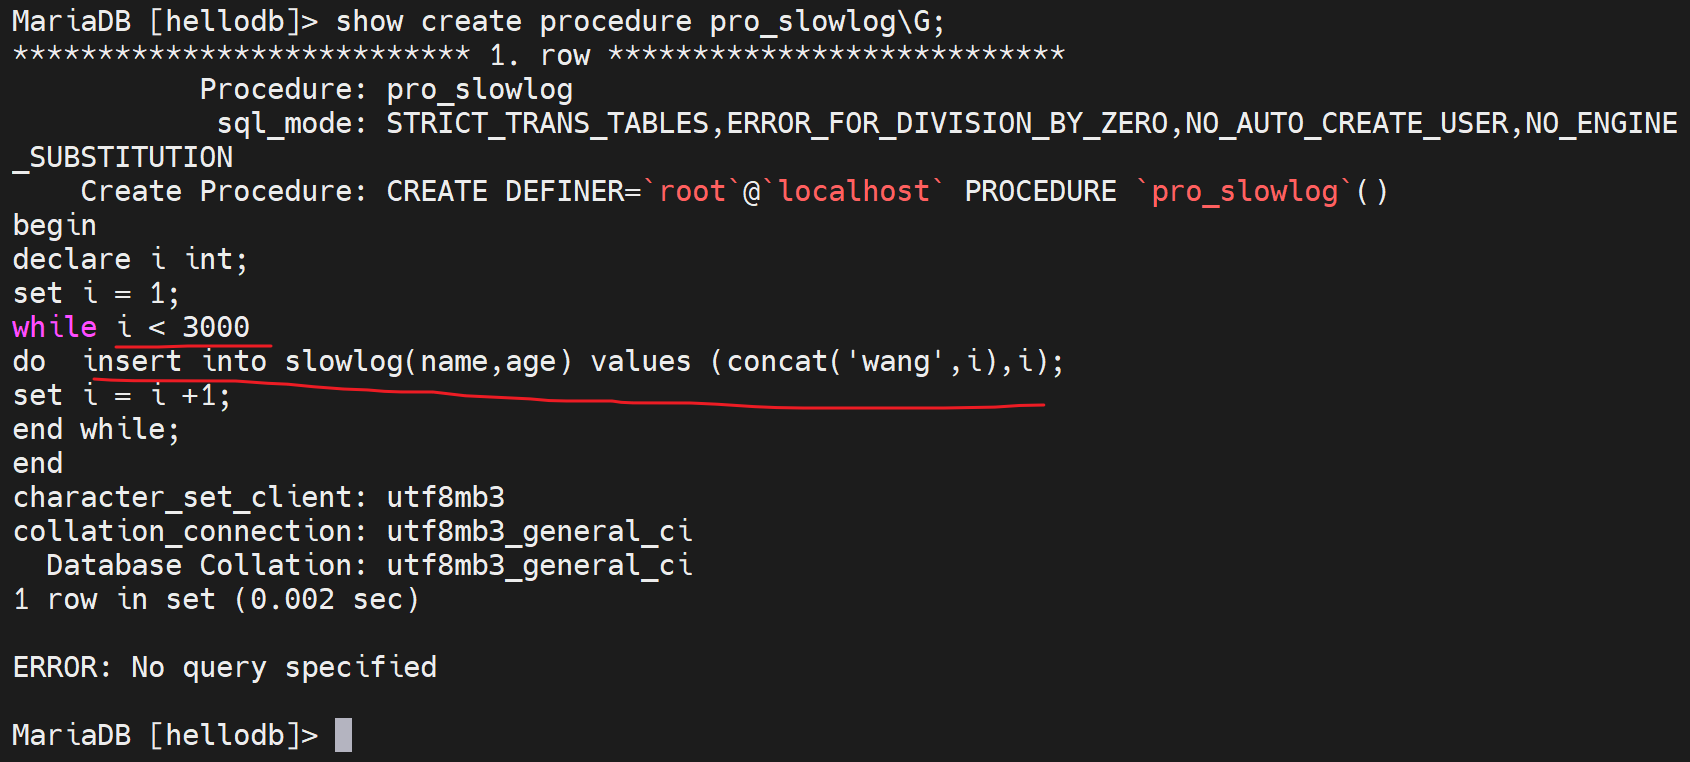 MariaDB [hellodb]> show create procedure pro_slowlog\G;
*************************** 1. row ***************************
           Procedure: pro_slowlog
            sql_mode: STRICT_TRANS_TABLES,ERROR_FOR_DIVISION_BY_ZERO,NO_AUTO_CREATE_USER,NO_ENGINE
_SUBSTITUTION
    Create Procedure: CREATE DEFINER=`root`@`localhost` PROCEDURE `pro_slowlog`()
begin
declare i int;
set i = 1;
while i < 3000
do  insert into slowlog(name,age) values (concat('wang',i),i);
set i = i +1;
end while;
end
character_set_client: utf8mb3
collation_connection: utf8mb3_general_ci
  Database Collation: utf8mb3_general_ci
1 row in set (0.002 sec)

ERROR: No query specified

MariaDB [hellodb]>